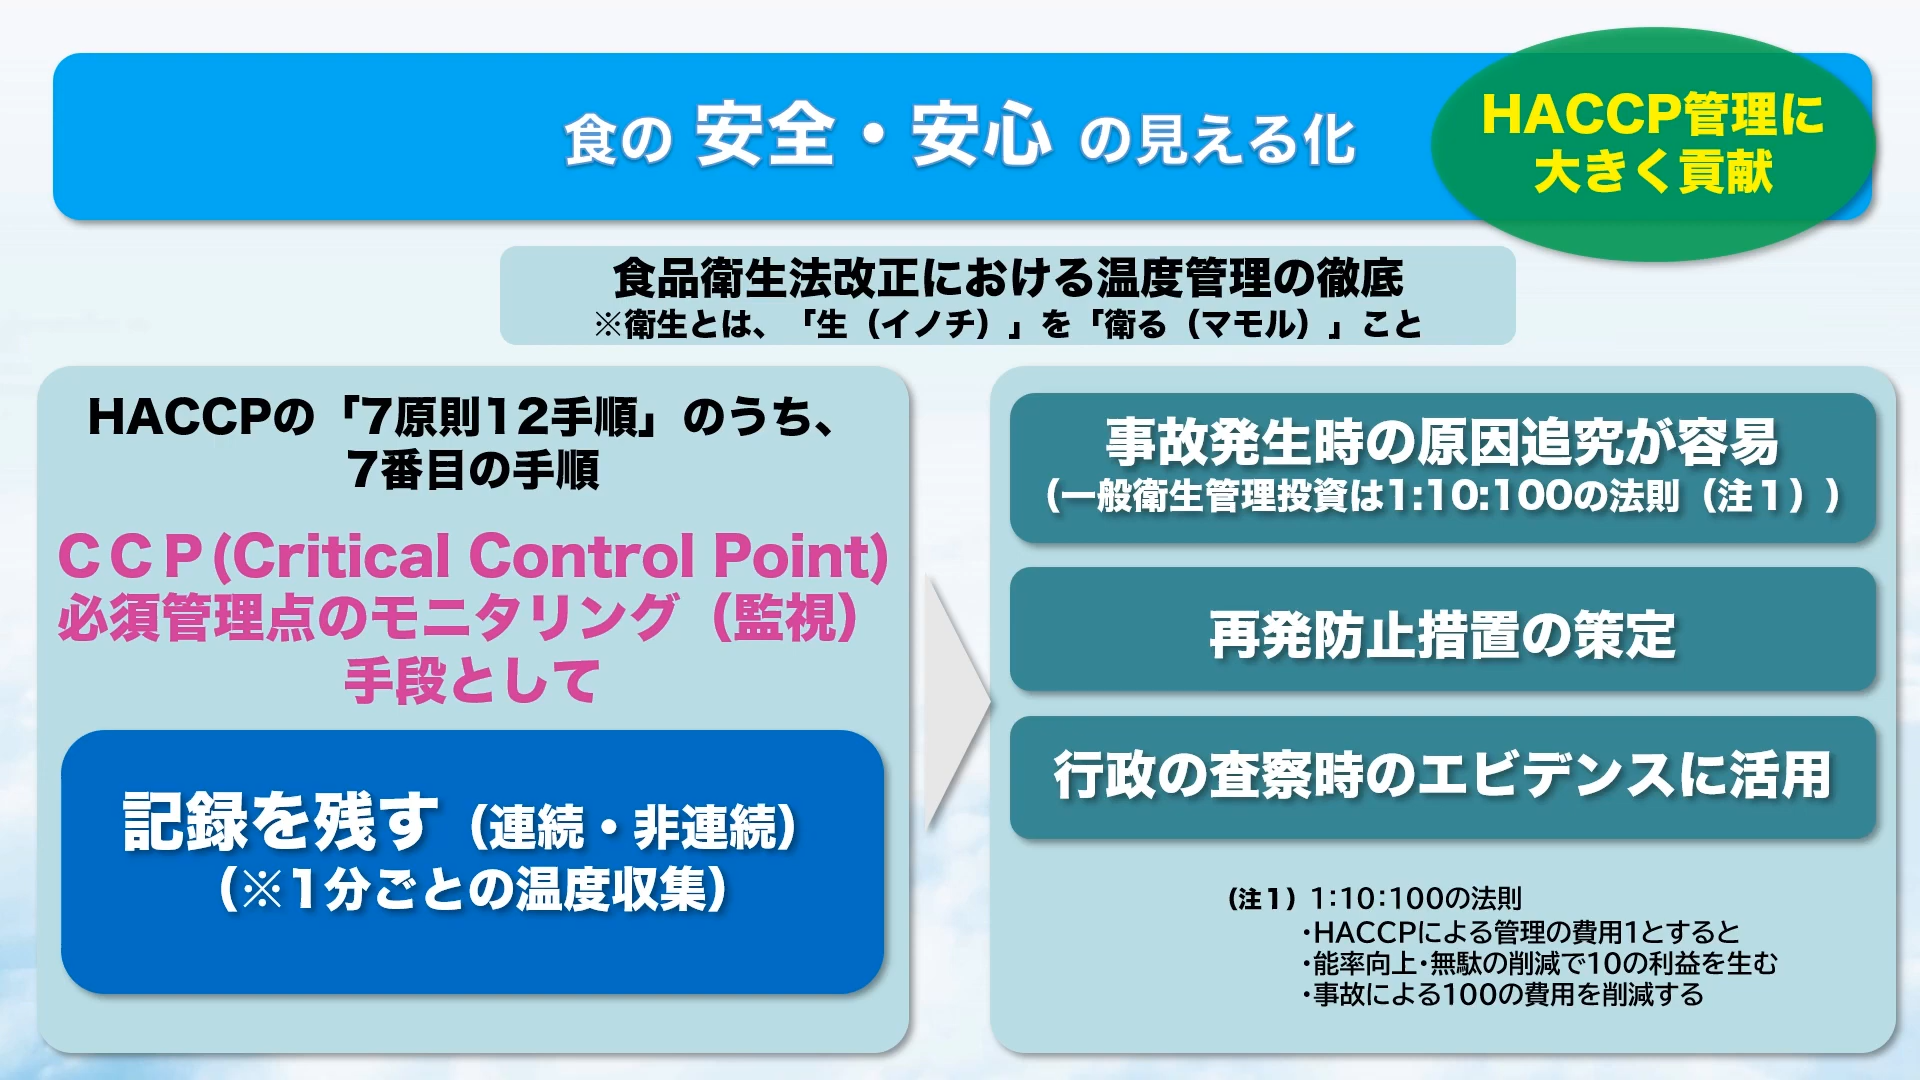 食の 安全・安心 の見える化
HACCP管理に
大きく貢献
食品衛生法改正における温度管理の徹底
※衛生とは、「生（イノチ）」を「衛る（マモル）」こと
HACCPの「7原則12手順」のうち、
7番目の手順
ＣＣＰ(Critical Control Point)
必須管理点のモニタリング（監視）
手段として
記録を残す（連続・非連続）
（※1分ごとの温度収集）
事故発生時の原因追究が容易
（一般衛生管理投資は1:10:100の法則（注１））
再発防止措置の策定
行政の査察時のエビデンスに活用
（注１）1：10：100の法則
・HACCPによる管理の費用1とすると
・能率向上・無駄の削減で10の利益を生む
・事故による100の費用を削減する